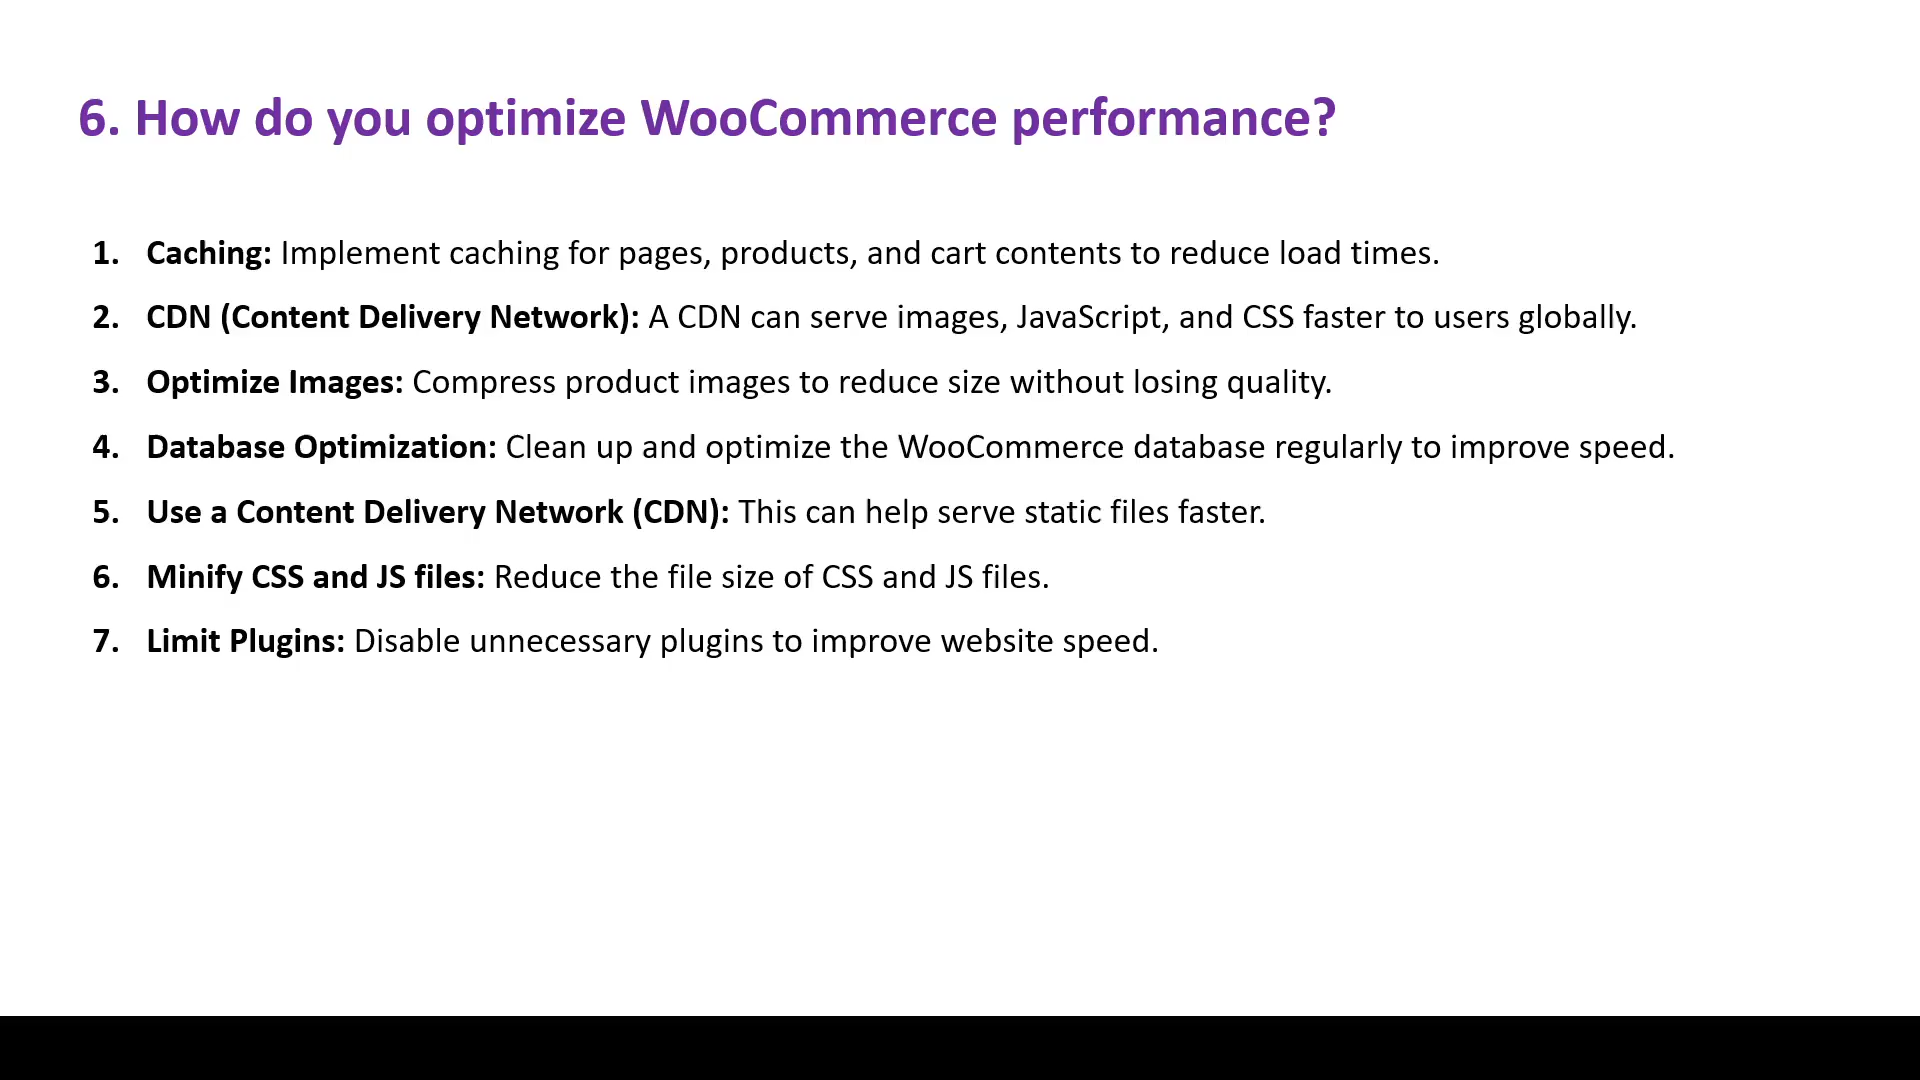 6. How do you optimize WooCommerce performance?
1. Caching: Implement caching for pages, products, and cart contents to reduce load times.
2. CDN (Content Delivery Network): A CDN can serve images, JavaScript, and CSS faster to users globally.
3. Optimize Images: Compress product images to reduce size without losing quality.
4. Database Optimization: Clean up and optimize the WooCommerce database regularly to improve speed.
5. Use a Content Delivery Network (CDN): This can help serve static files faster.
6. Minify CSS and JS files: Reduce the file size of CSS and JS files.
7. Limit Plugins: Disable unnecessary plugins to improve website speed.